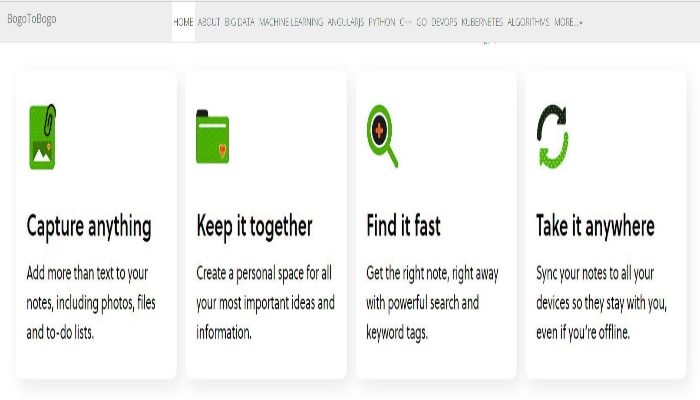 BogoToBogo
HOME ABOUT BIG DATA MACHINE LEARNING ANGULARJS PYTHON C++ GO DEVOPS KUBERNETES ALGORITHMS MORE...
Capture anything
Add more than text to your
notes, including photos, files
and to-do lists.
Keep it together
Create a personal space for all
your most important ideas and
information.
Find it fast
Get the right note, right away
with powerful search and
keyword tags.
Take it anywhere
Sync your notes to all your
devices so they stay with you,
even if you're offline.